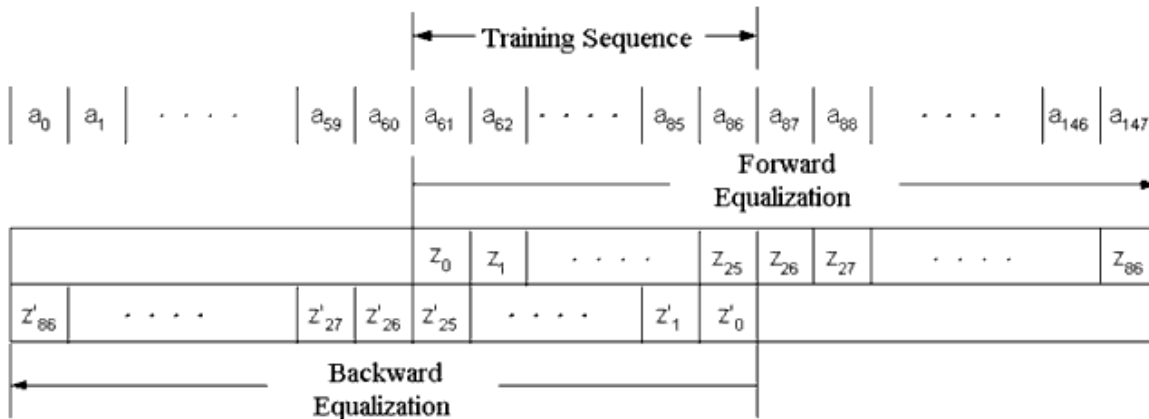 Training Sequence
a0 a1 . . . . a59 a60 a61 a62 . . . . a85 a86 a87 a88 . . . . a146 a147
Forward
Equalization
z0 z1 . . . . z25 z26 z27 . . . . z86
z'86 . . . . z'27 z'26 z'25 . . . . z'1 z'0
Backward
Equalization